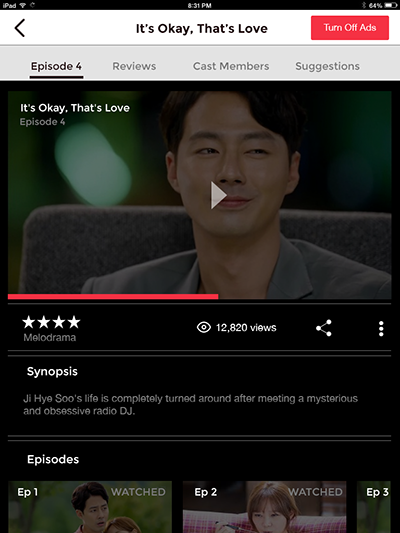 iPad 8:31 PM 64%
It's Okay, That's Love
Turn Off Ads
Episode 4 Reviews Cast Members Suggestions
It's Okay, That's Love
Episode 4
12,820 views
Melodrama
Synopsis
Ji Hye Soo's life is completely turned around after meeting a mysterious
and obsessive radio DJ.
Episodes
Ep 1 WATCHED Ep 2 WATCHED Ep 3